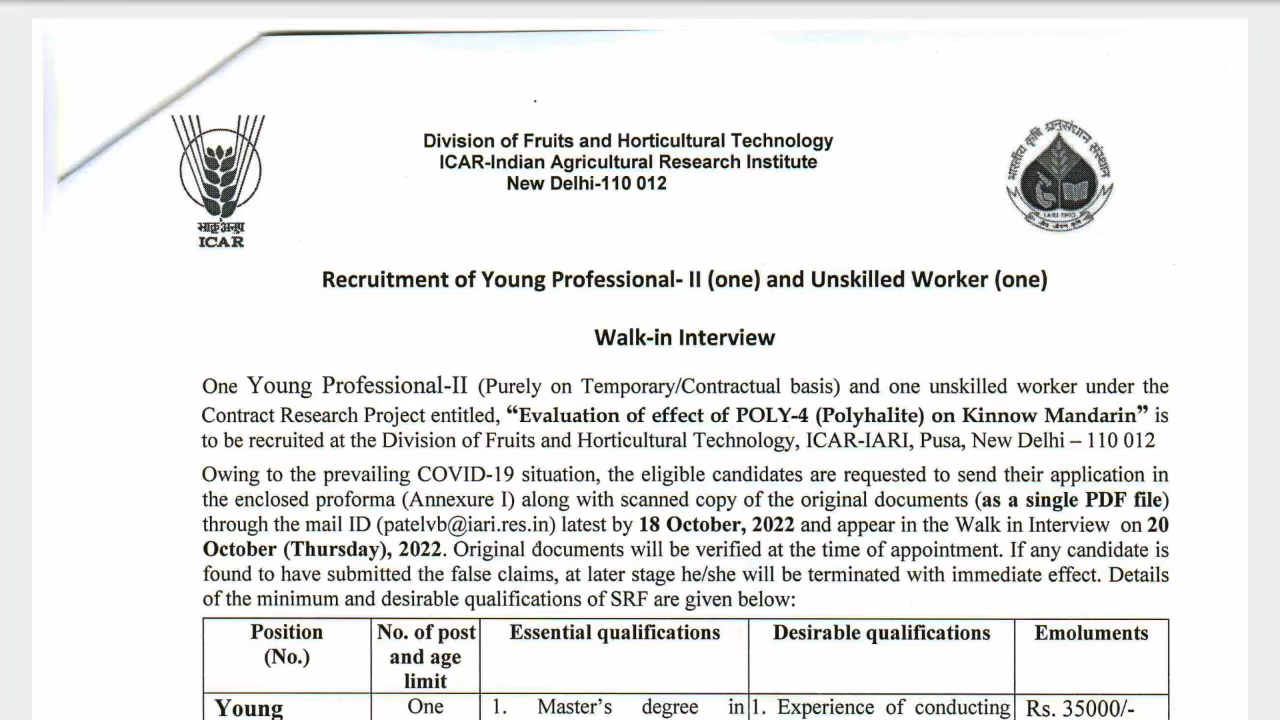 Division of Fruits and Horticultural Technology
ICAR-Indian Agricultural Research Institute
New Delhi-110 012
भाकृअनुप
ICAR
भारतीय कृषि अनुसंधान संस्थान
IARI 1905
Recruitment of Young Professional- II (one) and Unskilled Worker (one)
Walk-in Interview
One Young Professional-II (Purely on Temporary/Contractual basis) and one unskilled worker under the
Contract Research Project entitled, “Evaluation of effect of POLY-4 (Polyhalite) on Kinnow Mandarin” is
to be recruited at the Division of Fruits and Horticultural Technology, ICAR-IARI, Pusa, New Delhi – 110 012
Owing to the prevailing COVID-19 situation, the eligible candidates are requested to send their application in
the enclosed proforma (Annexure I) along with scanned copy of the original documents (as a single PDF file)
through the mail ID (patelvb@iari.res.in) latest by 18 October, 2022 and appear in the Walk in Interview on 20
October (Thursday), 2022. Original documents will be verified at the time of appointment. If any candidate is
found to have submitted the false claims, at later stage he/she will be terminated with immediate effect. Details
of the minimum and desirable qualifications of SRF are given below:
Position No. of post Essential qualifications Desirable qualifications Emoluments
(No.) and age
limit
Young One 1. Master’s degree in 1. Experience of conducting Rs. 35000/-